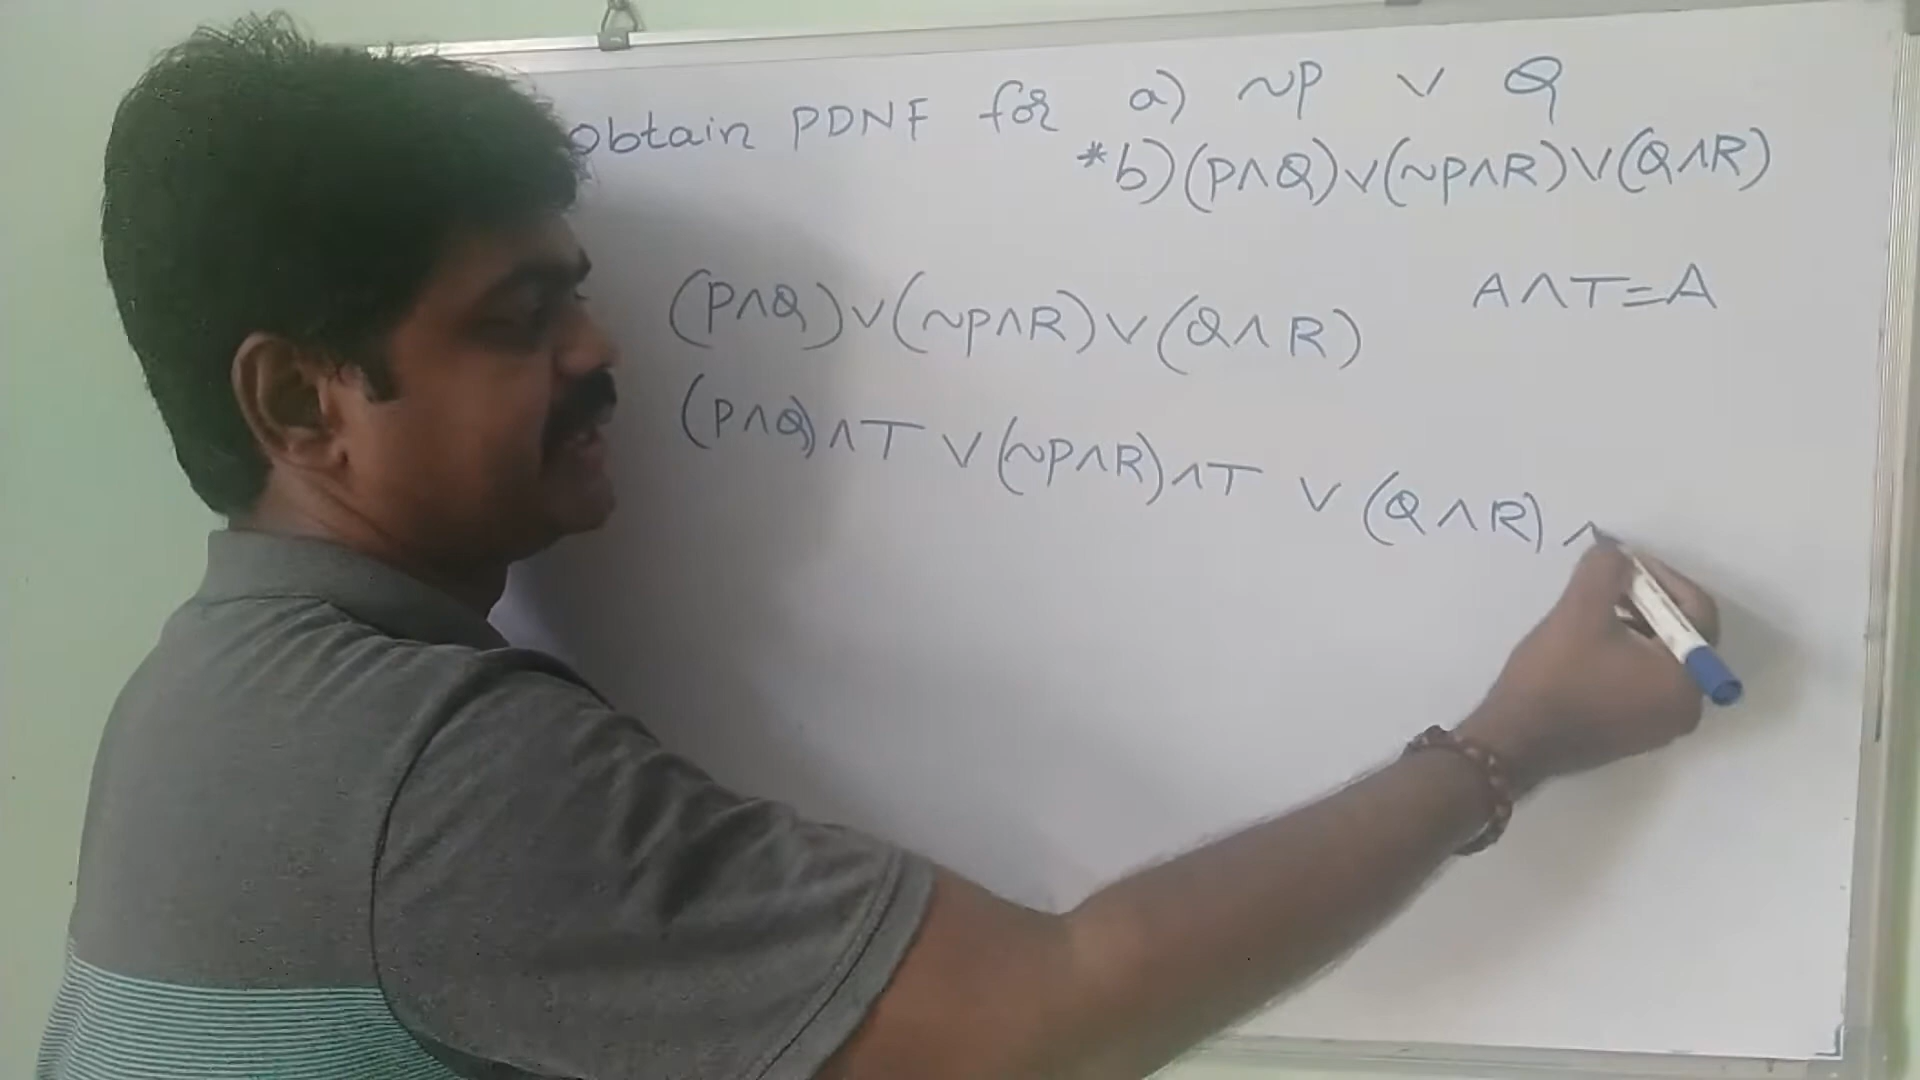 obtain PDNF for a) ~P ∨ Q
*b) (P∧Q)∨(~P∧R)∨(Q∧R)
(P∧Q)∨(~P∧R)∨(Q∧R) A∧T=A
(P∧Q)∧T ∨ (~P∧R)∧T ∨ (Q∧R) ∧